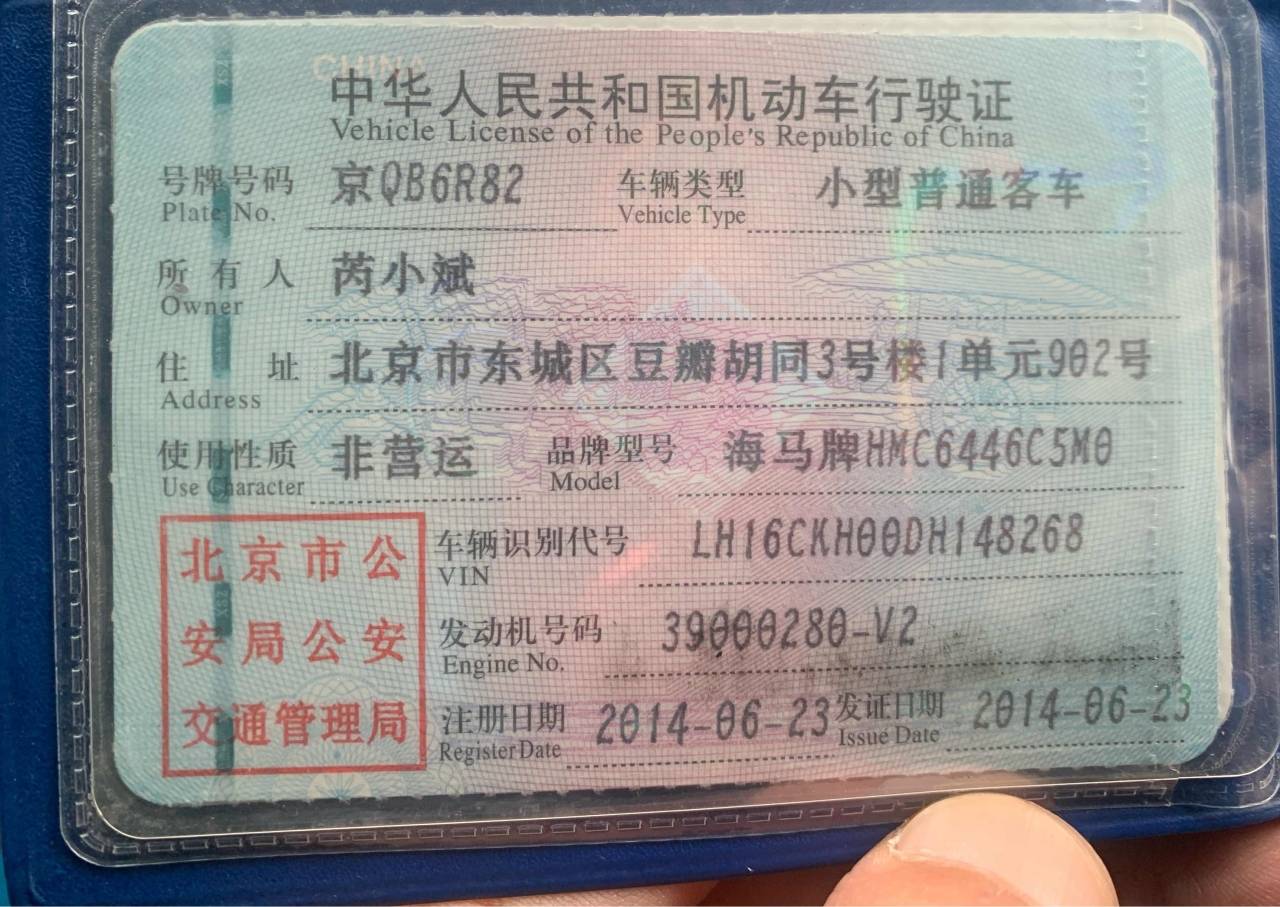 中华人民共和国机动车行驶证
Vehicle License of the People's Republic of China
号牌号码 京QB6R82 车辆类型 小型普通客车
Plate No. Vehicle Type
所有人 芮小斌
Owner
住址 北京市东城区豆瓣胡同3号楼1单元902号
Address
使用性质 非营运 品牌型号 海马牌HMC6446C5M0
Use Character Model
北京市公安局公安交通管理局
车辆识别代号 LH16CKH00DH148268
VIN
发动机号码 39000280-V2
Engine No.
注册日期 2014-06-23 发证日期 2014-06-23
Register Date Issue Date